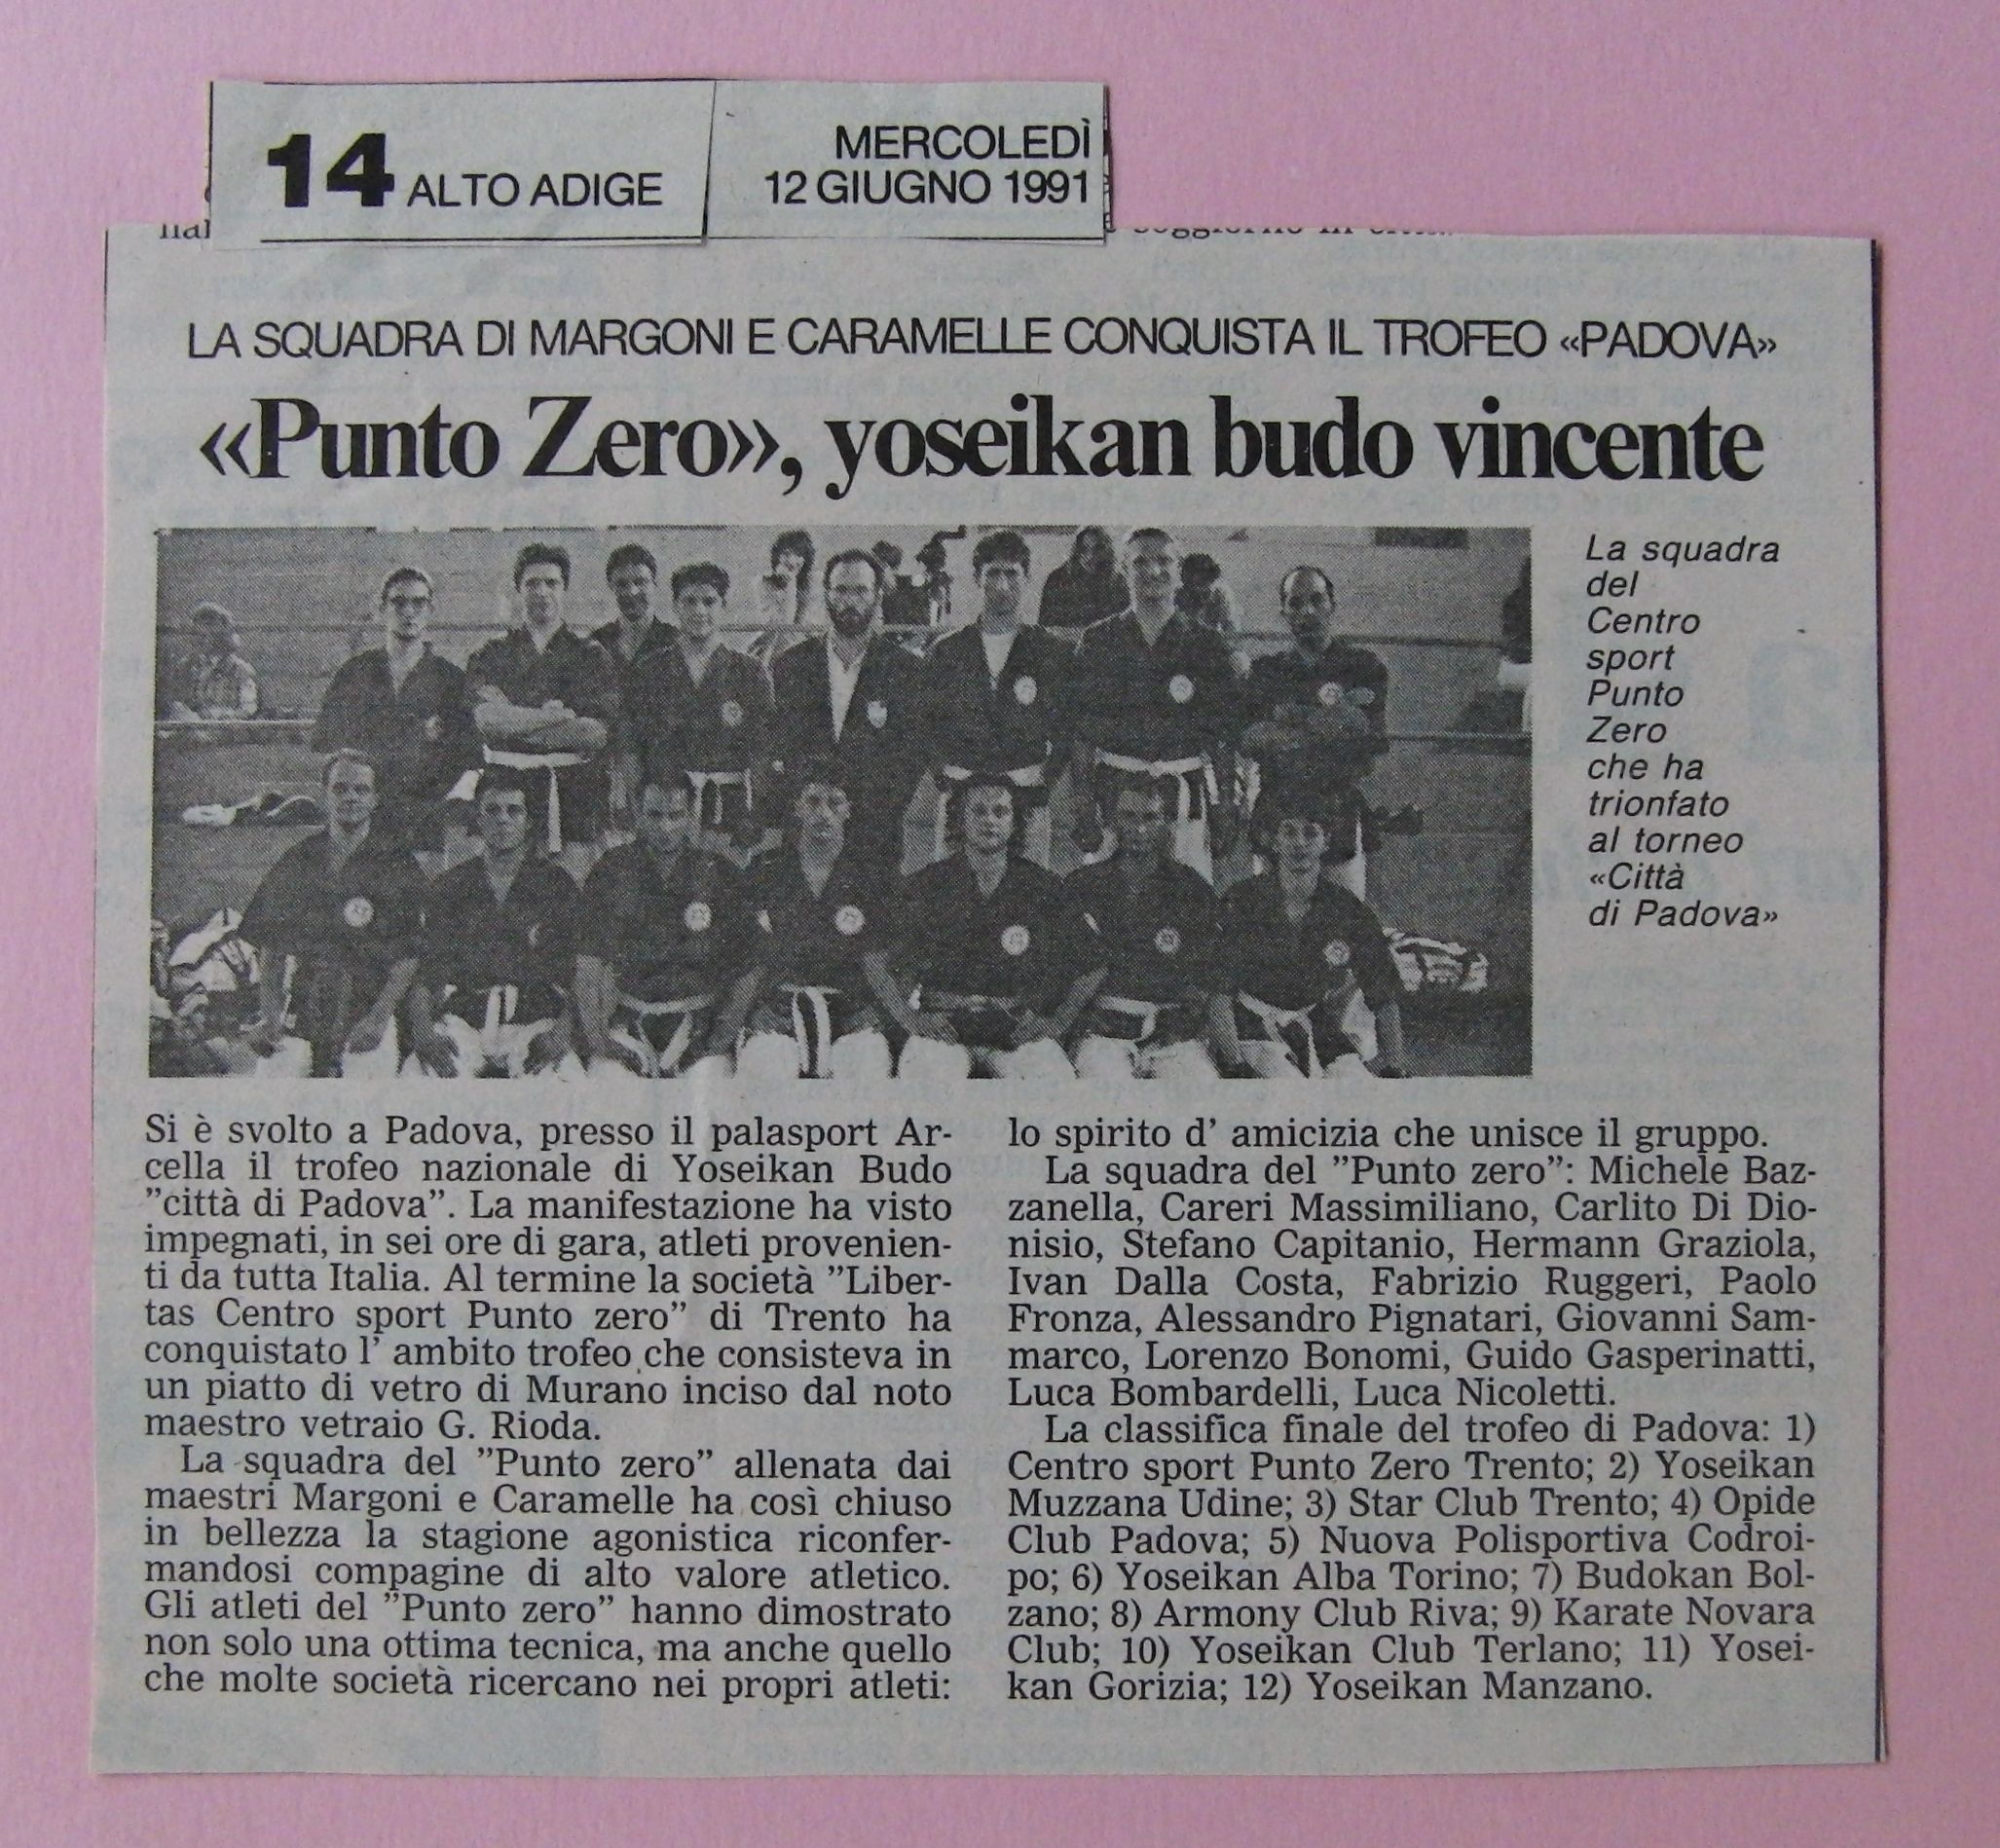 14 ALTO ADIGE
MERCOLEDÌ
12 GIUGNO 1991
LA SQUADRA DI MARGONI E CARAMELLE CONQUISTA IL TROFEO «PADOVA»
«Punto Zero», yoseikan budo vincente
La squadra
del
Centro
sport
Punto
Zero
che ha
trionfato
al torneo
«Città
di Padova»
Si è svolto a Padova, presso il palasport Ar-
cella il trofeo nazionale di Yoseikan Budo
”città di Padova”. La manifestazione ha visto
impegnati, in sei ore di gara, atleti provenien-
ti da tutta Italia. Al termine la società ”Liber-
tas Centro sport Punto zero” di Trento ha
conquistato l’ ambito trofeo che consisteva in
un piatto di vetro di Murano inciso dal noto
maestro vetraio G. Rioda.
La squadra del ”Punto zero” allenata dai
maestri Margoni e Caramelle ha così chiuso
in bellezza la stagione agonistica riconfer-
mandosi compagine di alto valore atletico.
Gli atleti del ”Punto zero” hanno dimostrato
non solo una ottima tecnica, ma anche quello
che molte società ricercano nei propri atleti:
lo spirito d’ amicizia che unisce il gruppo.
La squadra del ”Punto zero”: Michele Baz-
zanella, Careri Massimiliano, Carlito Di Dio-
nisio, Stefano Capitanio, Hermann Graziola,
Ivan Dalla Costa, Fabrizio Ruggeri, Paolo
Fronza, Alessandro Pignatari, Giovanni Sam-
marco, Lorenzo Bonomi, Guido Gasperinatti,
Luca Bombardelli, Luca Nicoletti.
La classifica finale del trofeo di Padova: 1)
Centro sport Punto Zero Trento; 2) Yoseikan
Muzzana Udine; 3) Star Club Trento; 4) Opide
Club Padova; 5) Nuova Polisportiva Codroi-
po; 6) Yoseikan Alba Torino; 7) Budokan Bol-
zano; 8) Armony Club Riva; 9) Karate Novara
Club; 10) Yoseikan Club Terlano; 11) Yosei-
kan Gorizia; 12) Yoseikan Manzano.